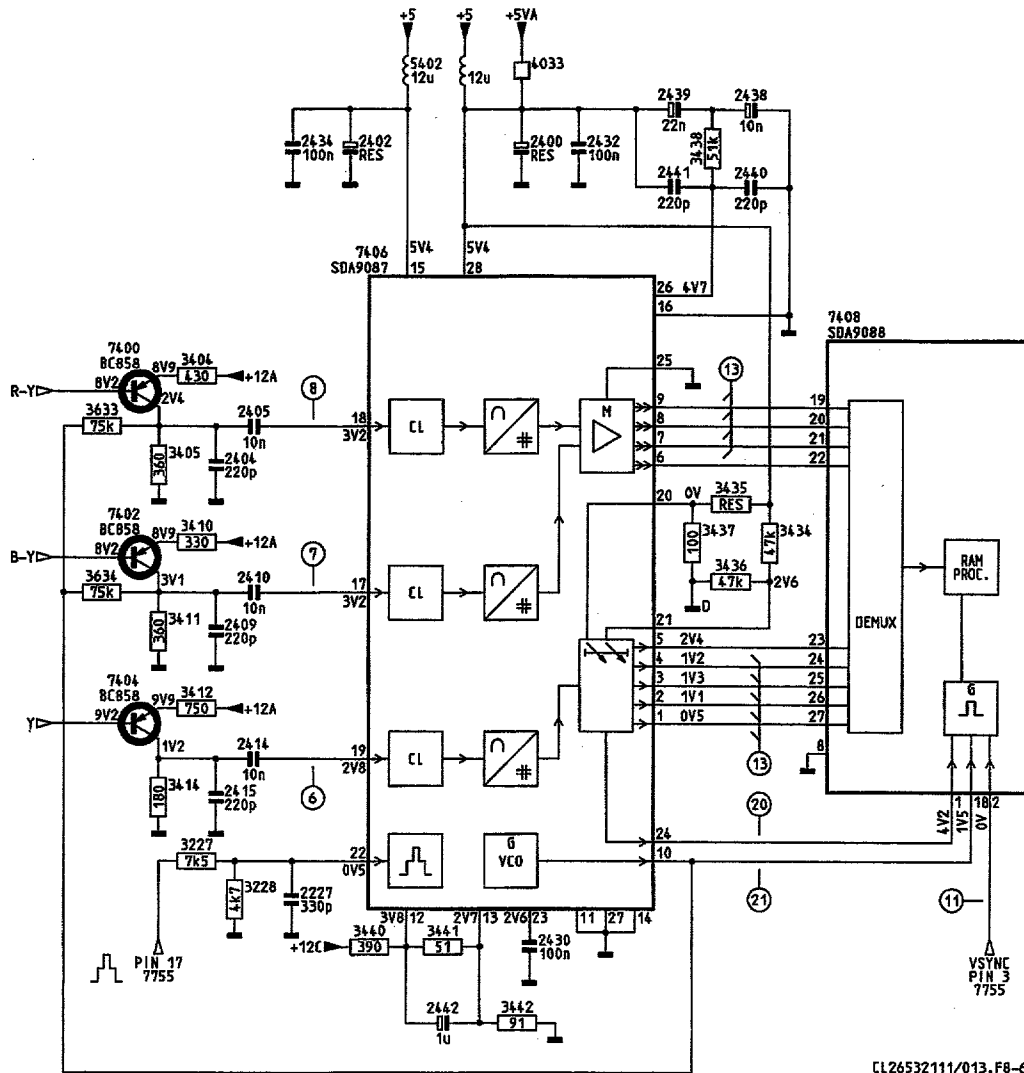 +5 +5 +5VA
5402
12u
12u
4033
2434
100n
2402
RES
2400
RES
2432
100n
2439
22n
2438
10n
3438
51k
2441
220p
2440
220p
7406
SDA9087
5V4
15
5V4
28
26 4V7
16
7408
SDA9088
7400
BC858
8V9
3404
430
+12A
R-Y
8V2
2V4
3633
75k
3405
360
2404
220p
2405
10n
8
18
3V2
CL
M
25
13
9
8
7
6
19
20
21
22
7402
BC858
8V9
3410
330
+12A
B-Y
8V2
3V1
3634
75k
3411
360
2409
220p
2410
10n
7
17
3V2
CL
20 0V
3435
RES
3437
100
3434
47k
3436
47k
2V6
D
21
5 2V4
4 1V2
3 1V3
2 1V1
1 0V5
13
23
24
25
26
27
DEMUX
RAM
PROC.
G
8
7404
BC858
9V9
3412
750
+12A
Y
9V2
1V2
3414
180
2415
220p
2414
10n
6
19
2V8
CL
20
24
10
21
4V2
1
1V5
18
0V
2
3227
7k5
3228
4k7
2227
330p
22
0V5
G
VCO
PIN 17
7755
3V8 12
2V7 13
2V6 23
11
27
14
+12C
3440
390
3441
51
2430
100n
2442
1u
3442
91
11
VSYNC
PIN 3
7755
CL26532111/013.F8-6